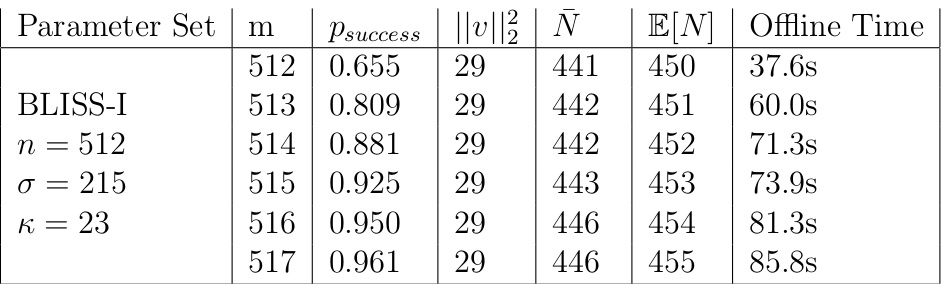 Parameter Set m p_{success} ||v||_2^2 \bar{N} 𝔼[N] Offline Time
512 0.655 29 441 450 37.6s
BLISS-I 513 0.809 29 442 451 60.0s
n = 512 514 0.881 29 442 452 71.3s
σ = 215 515 0.925 29 443 453 73.9s
κ = 23 516 0.950 29 446 454 81.3s
517 0.961 29 446 455 85.8s